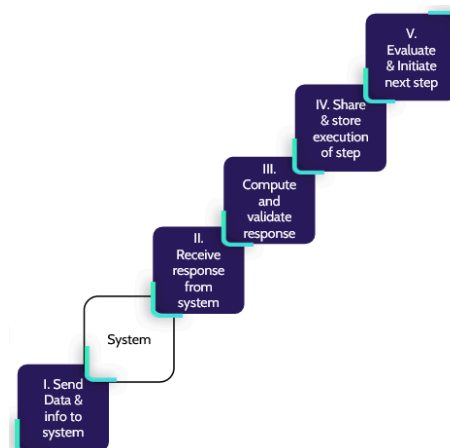 V.
Evaluate
& Initiate
next step
IV. Share
& store
execution
of step
III.
Compute
and
validate
response
II.
Receive
response
from
system
System
I. Send
Data &
info to
system